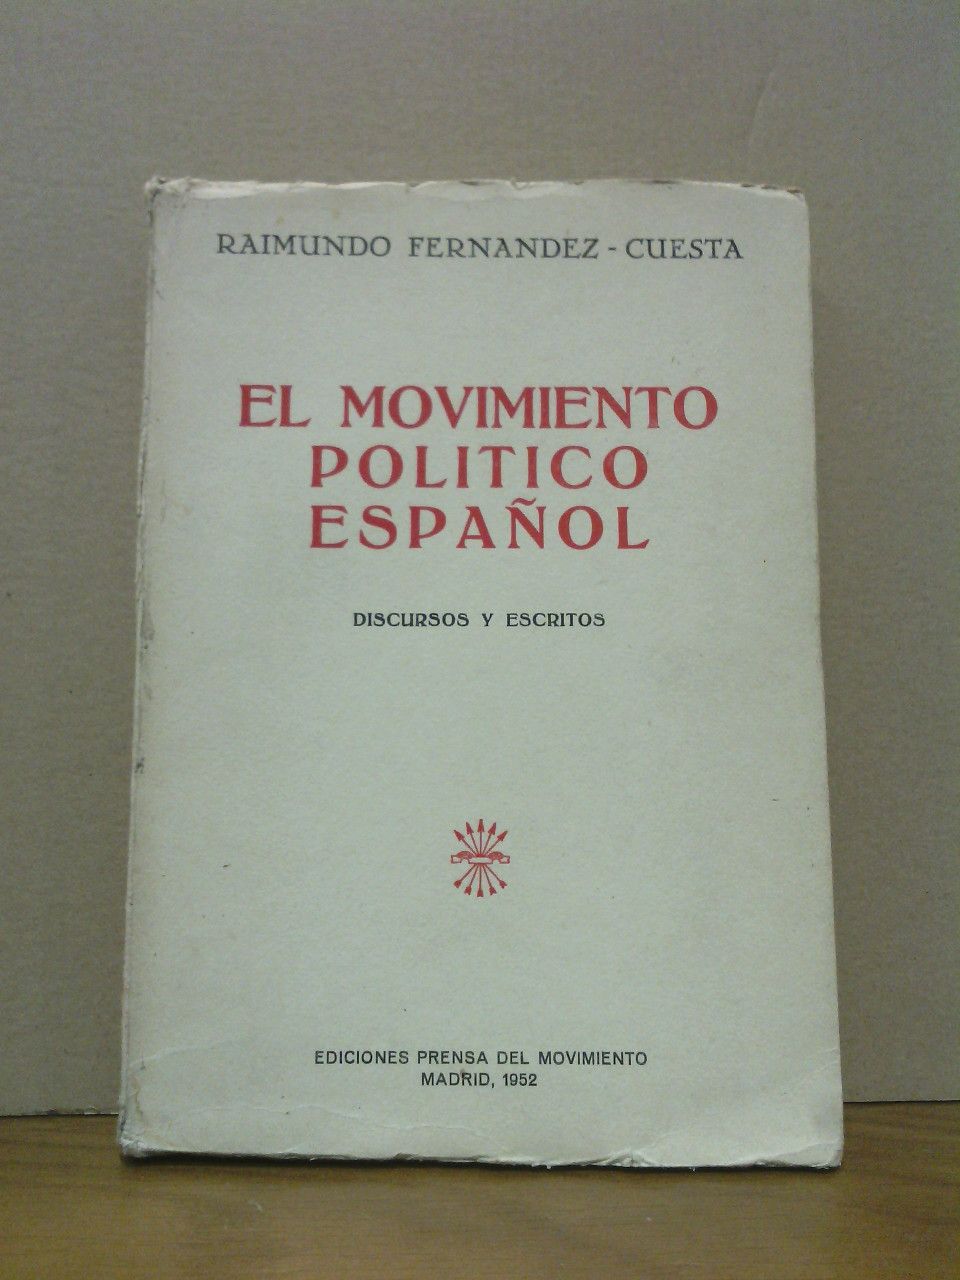 RAIMUNDO FERNANDEZ - CUESTA
EL MOVIMIENTO
POLITICO
ESPAÑOL
DISCURSOS Y ESCRITOS
EDICIONES PRENSA DEL MOVIMIENTO
MADRID, 1952